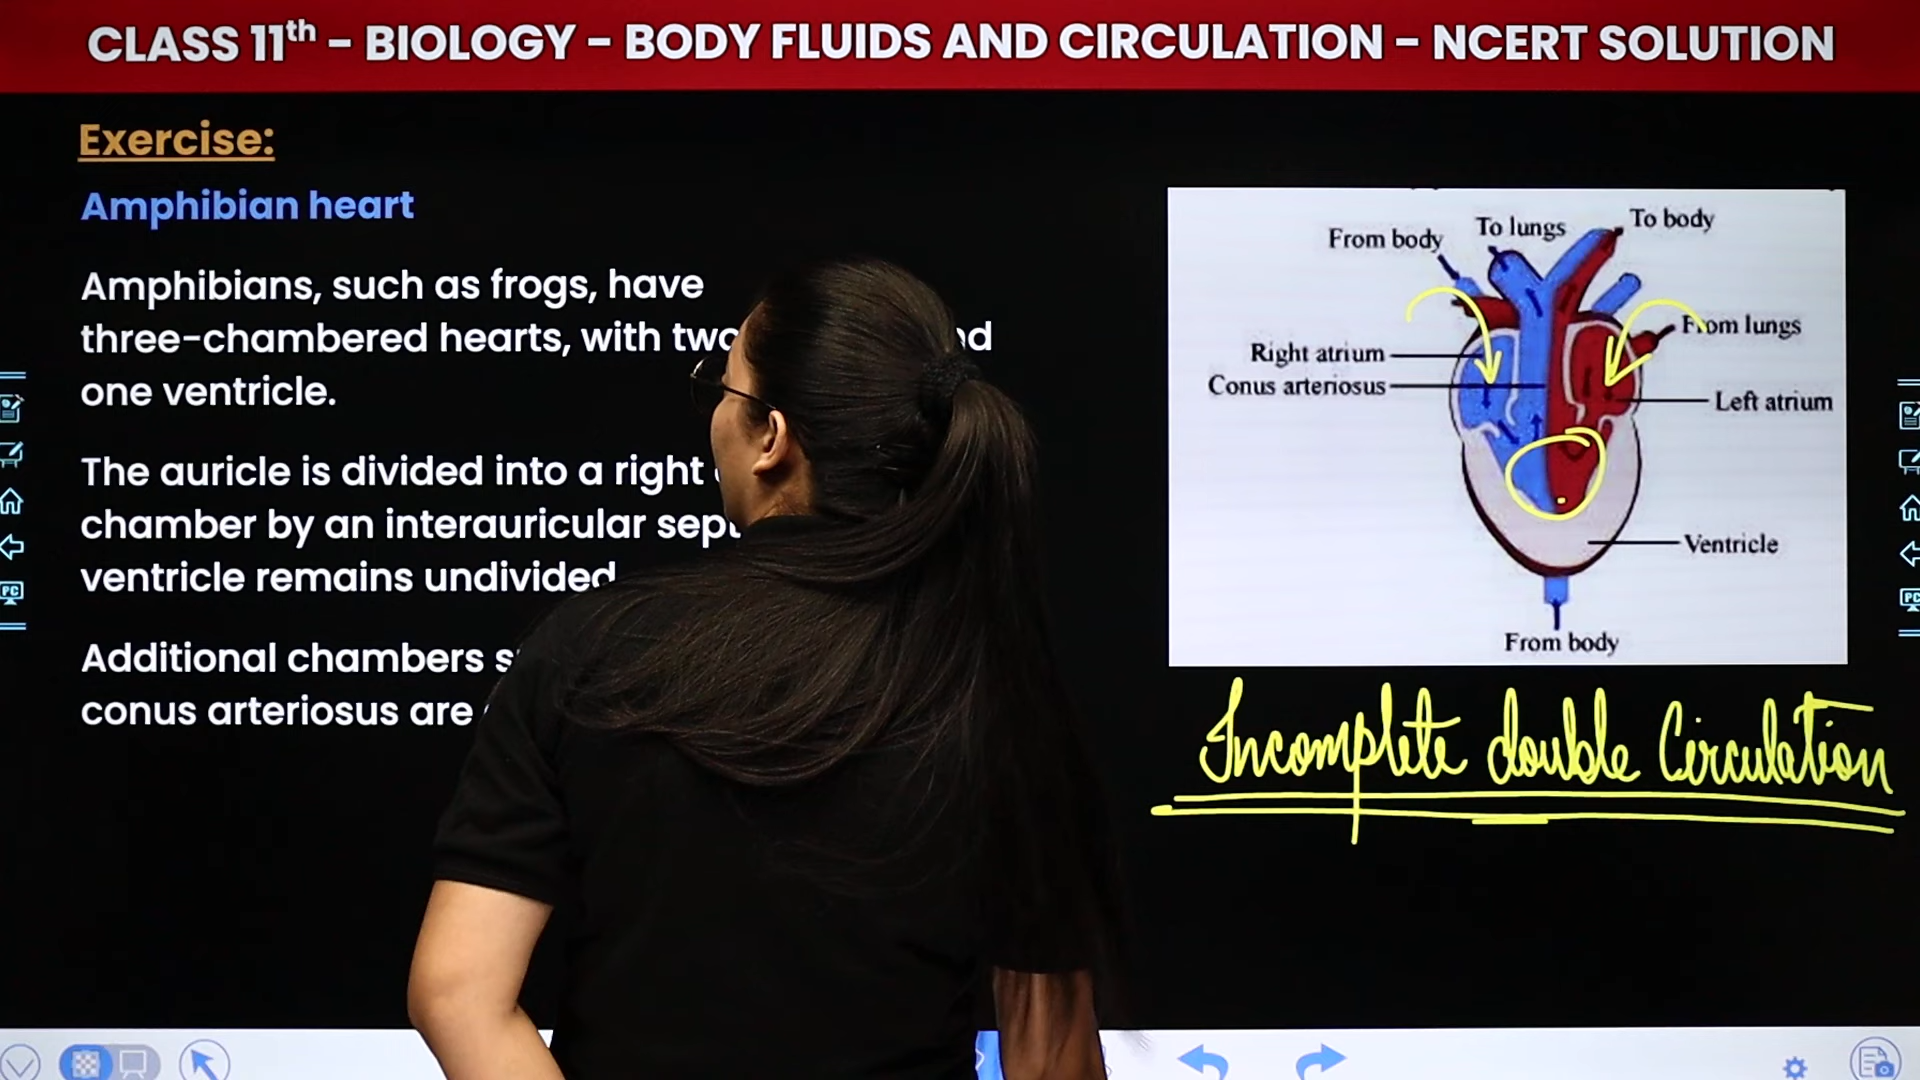 CLASS 11th - BIOLOGY - BODY FLUIDS AND CIRCULATION - NCERT SOLUTION
Exercise:
Amphibian heart
Amphibians, such as frogs, have
three-chambered hearts, with two
one ventricle.
The auricle is divided into a right
chamber by an interauricular
ventricle remains undivided
Additional chambers
conus arteriosus are
From body
To lungs
To body
From lungs
Right atrium
Conus arteriosus
Left atrium
Ventricle
From body
Incomplete double Circulation
PC
PC